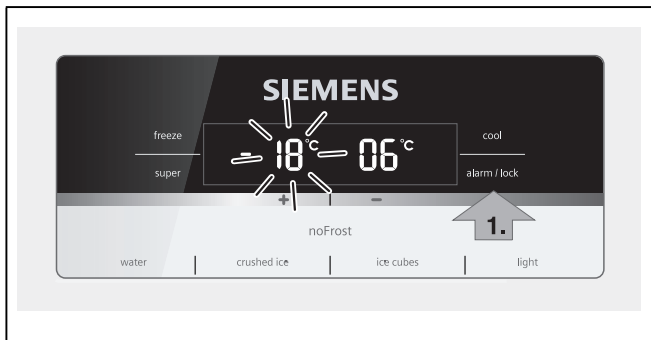 SIEMENS
freeze
super
- 18°C
06°C
cool
alarm / lock
+
-
1.
noFrost
water
crushed ice
ice cubes
light